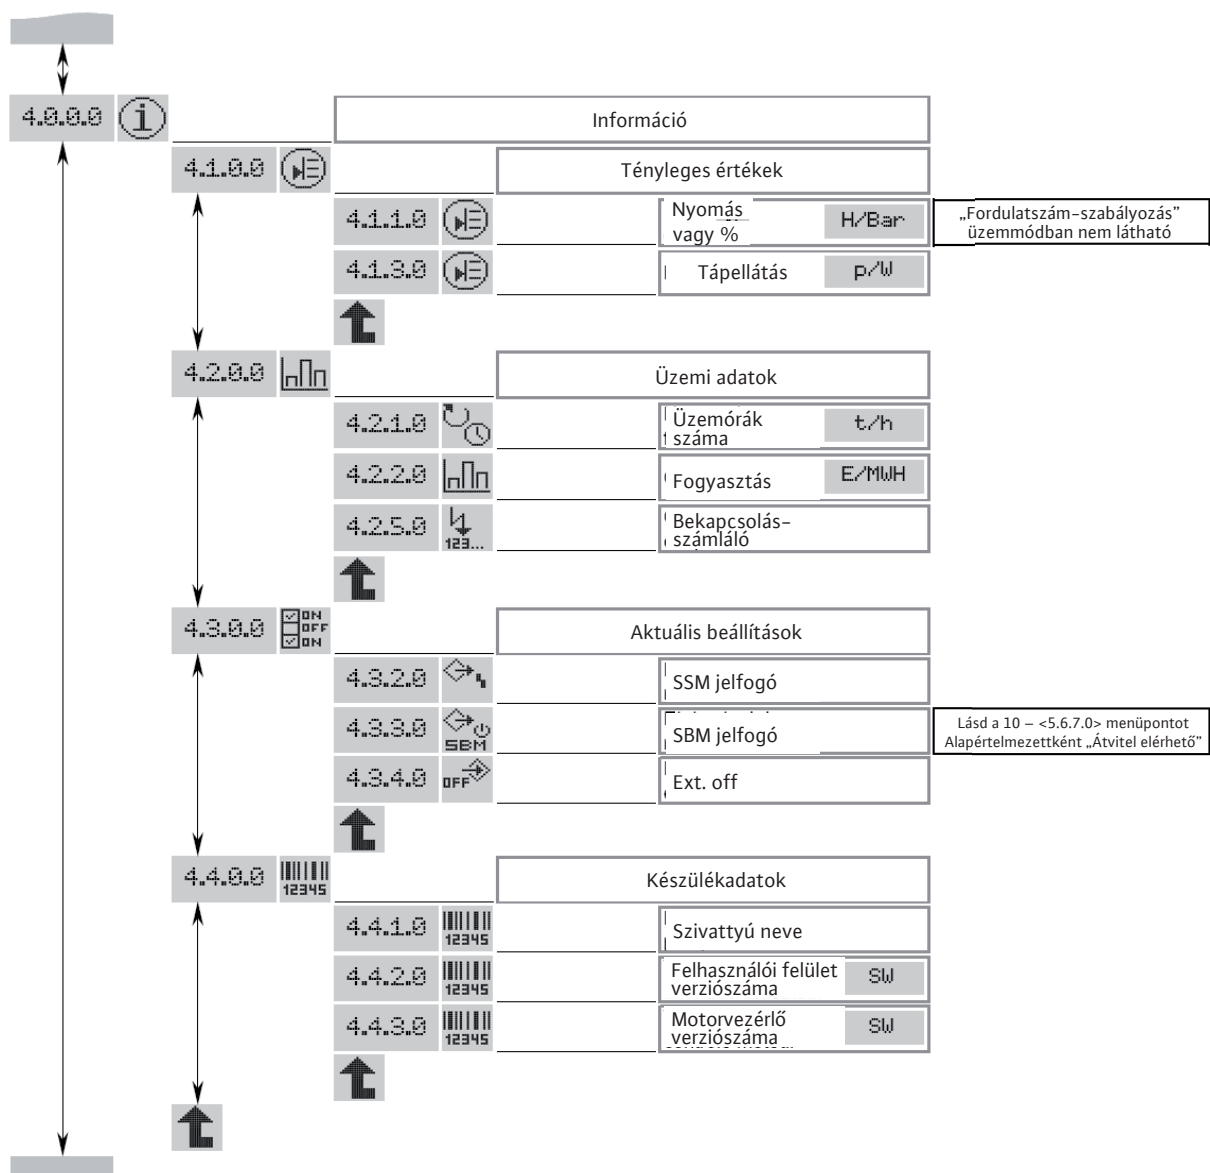 4.0.0.0
Információ
4.1.0.0
Tényleges értékek
4.1.1.0
Nyomás
vagy %
H/Bar
„Fordulatszám-szabályozás”
üzemmódban nem látható
4.1.3.0
Tápellátás
p/W
4.2.0.0
Üzemi adatok
4.2.1.0
Üzemórák
száma
t/h
4.2.2.0
Fogyasztás
E/MWH
4.2.5.0
123...
Bekapcsolás-
számláló
4.3.0.0
ON
OFF
ON
Aktuális beállítások
4.3.2.0
SSM jelfogó
4.3.3.0
SBM
SBM jelfogó
Lásd a 10 – <5.6.7.0> menüpontot
Alapértelmezettként „Átvitel elérhető”
4.3.4.0
OFF
Ext. off
4.4.0.0
12345
Készülékadatok
4.4.1.0
12345
Szivattyú neve
4.4.2.0
12345
Felhasználói felület
verziószáma
SW
4.4.3.0
12345
Motorvezérlő
verziószáma
SW